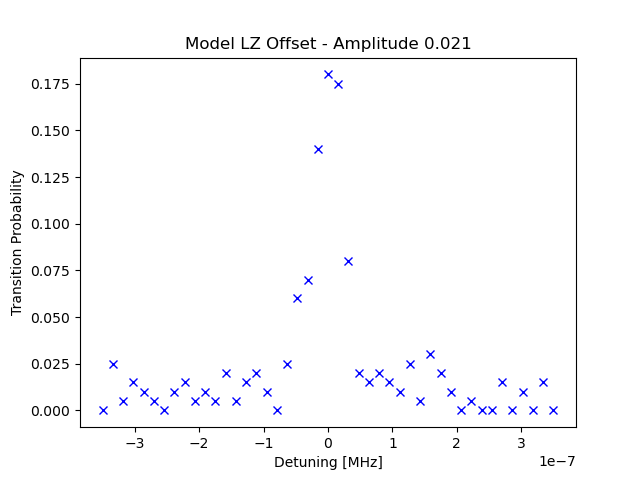 Model LZ Offset - Amplitude 0.021
Transition Probability
0.175
0.150
0.125
0.100
0.075
0.050
0.025
0.000
−3 −2 −1 0 1 2 3
1e−7
Detuning [MHz]